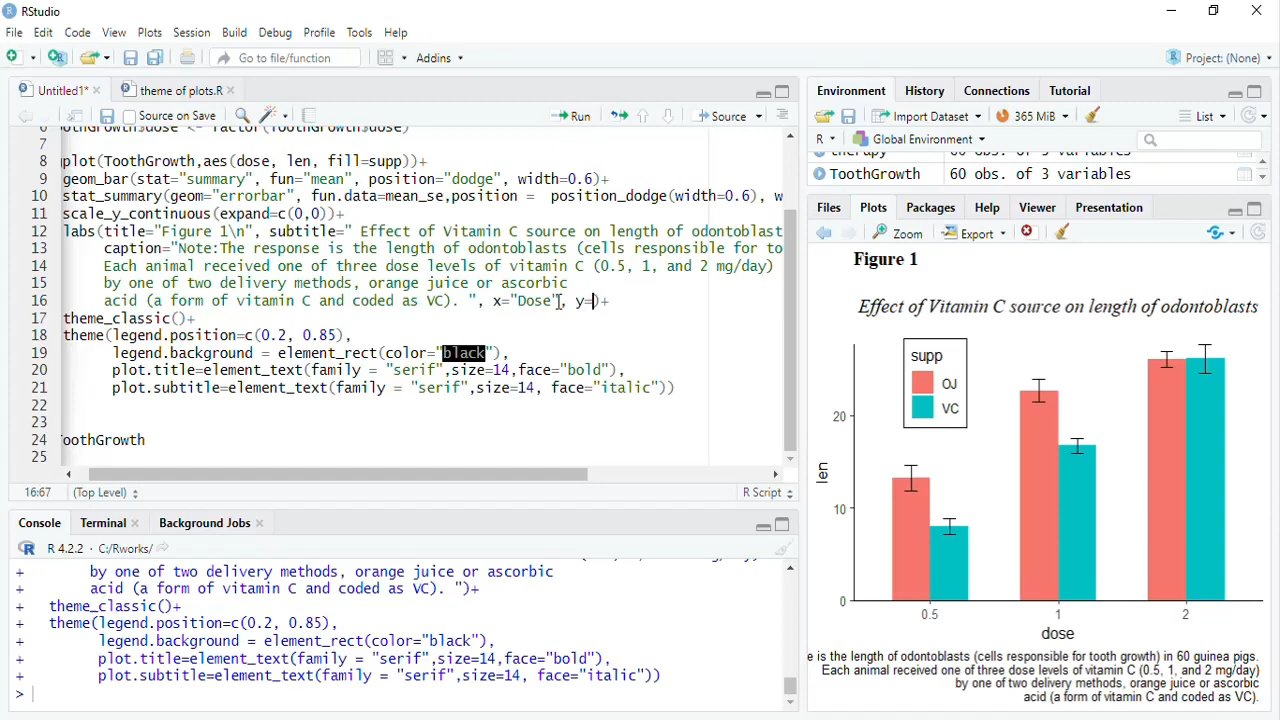 RStudio
File Edit Code View Plots Session Build Debug Profile Tools Help
Go to file/function Addins Project: (None)
Untitled1* theme of plots.R
Source on Save Run Source
6 oothGrowth$dose <- factor(ToothGrowth$dose)
7
8 gplot(ToothGrowth,aes(dose, len, fill=supp))+
9 geom_bar(stat="summary", fun="mean", position="dodge", width=0.6)+
10 stat_summary(geom="errorbar", fun.data=mean_se,position = position_dodge(width=0.6), w
11 scale_y_continuous(expand=c(0,0))+
12 labs(title="Figure 1\n", subtitle=" Effect of Vitamin C source on length of odontoblast
13 caption="Note:The response is the length of odontoblasts (cells responsible for to
14 Each animal received one of three dose levels of vitamin C (0.5, 1, and 2 mg/day)
15 by one of two delivery methods, orange juice or ascorbic
16 acid (a form of vitamin C and coded as VC). ", x="Dose", y=)+
17 theme_classic()+
18 theme(legend.position=c(0.2, 0.85),
19 legend.background = element_rect(color="black"),
20 plot.title=element_text(family = "serif",size=14,face="bold"),
21 plot.subtitle=element_text(family = "serif",size=14, face="italic"))
22
23
24 ToothGrowth
25
16:67 (Top Level) R Script
Console Terminal Background Jobs
R 4.2.2 · C:/Rworks/
+ by one of two delivery methods, orange juice or ascorbic
+ acid (a form of vitamin C and coded as VC). ")+
+ theme_classic()+
+ theme(legend.position=c(0.2, 0.85),
+ legend.background = element_rect(color="black"),
+ plot.title=element_text(family = "serif",size=14,face="bold"),
+ plot.subtitle=element_text(family = "serif",size=14, face="italic"))
>
Environment History Connections Tutorial
Import Dataset 365 MiB List
R Global Environment
therapy 60 obs. of 3 variables
ToothGrowth 60 obs. of 3 variables
Files Plots Packages Help Viewer Presentation
Zoom Export
Figure 1
Effect of Vitamin C source on length of odontoblasts
supp
OJ
VC
20
10
0
len
0.5 1 2
dose
e is the length of odontoblasts (cells responsible for tooth growth) in 60 guinea pigs.
Each animal received one of three dose levels of vitamin C (0.5, 1, and 2 mg/day)
by one of two delivery methods, orange juice or ascorbic
acid (a form of vitamin C and coded as VC).